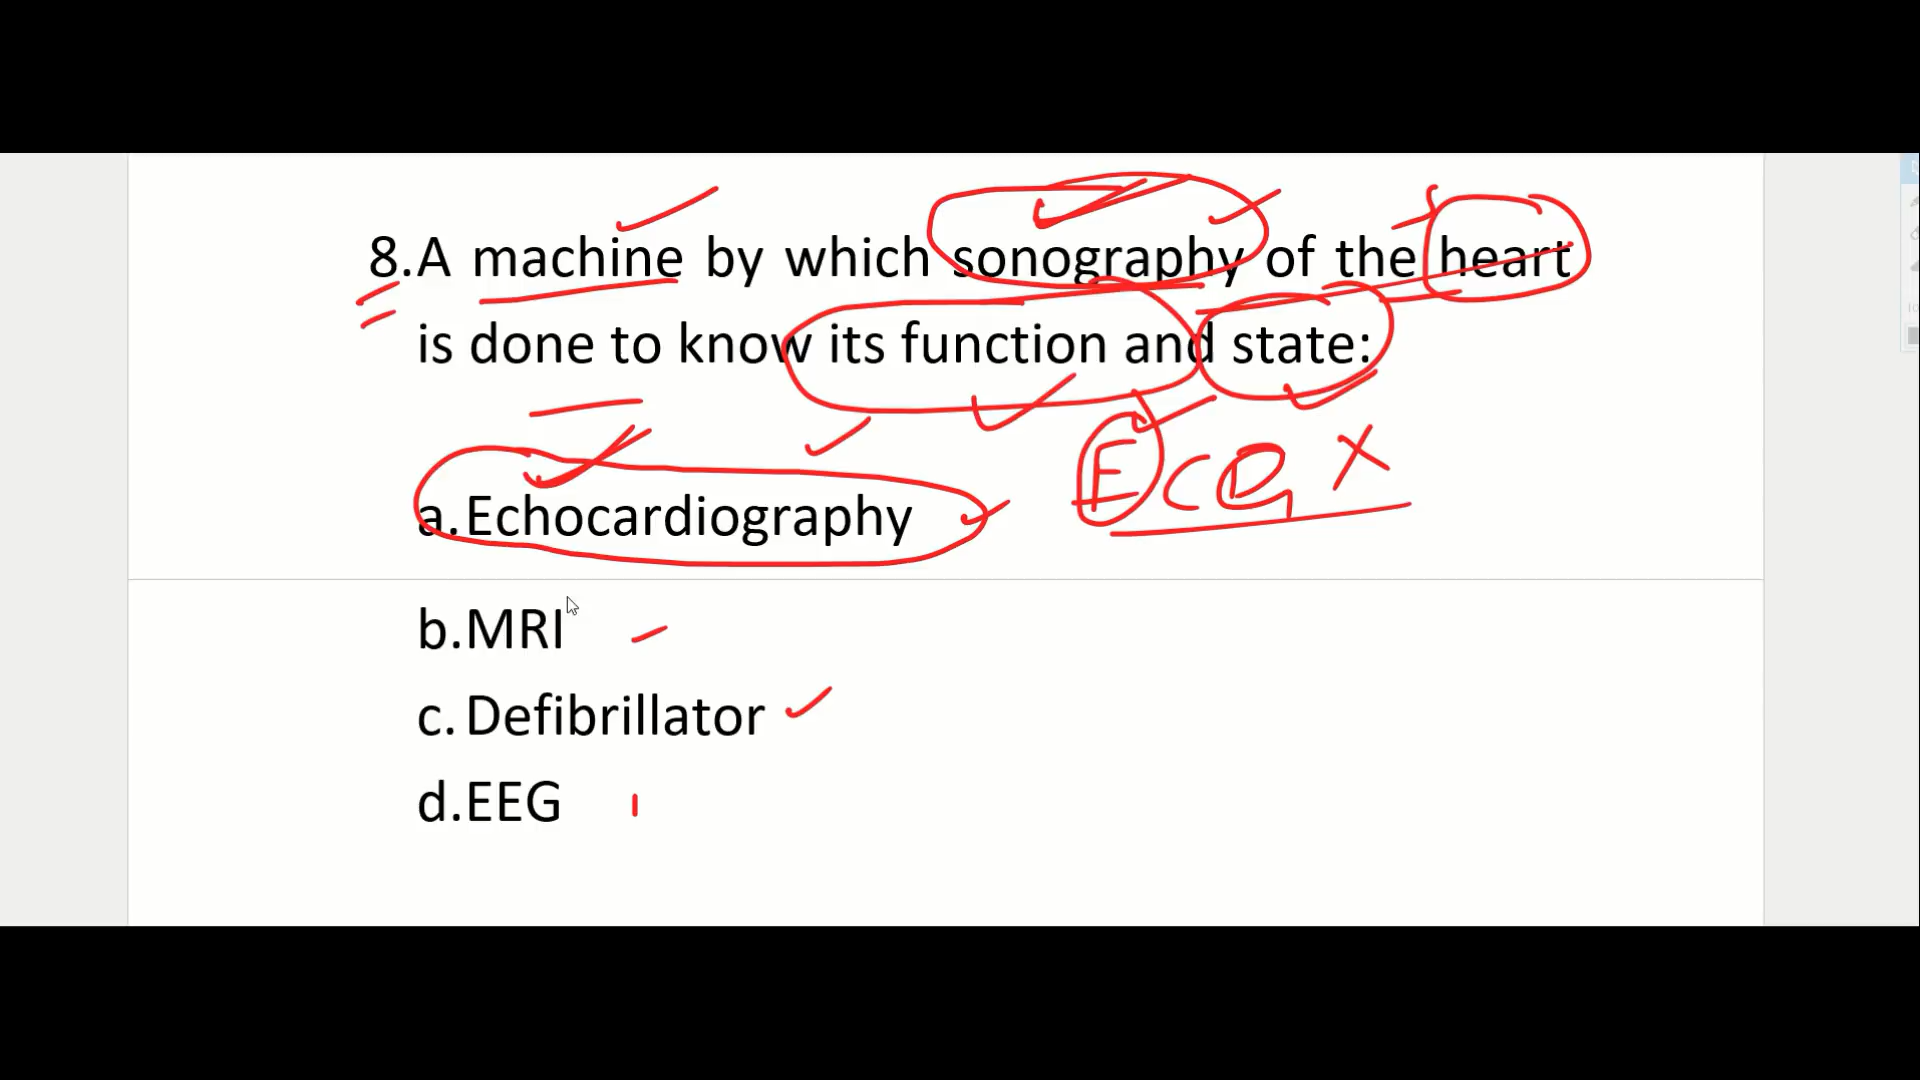 8.A machine by which sonography of the heart
is done to know its function and state:
a.Echocardiography
ECG X
b.MRI
c.Defibrillator
d.EEG